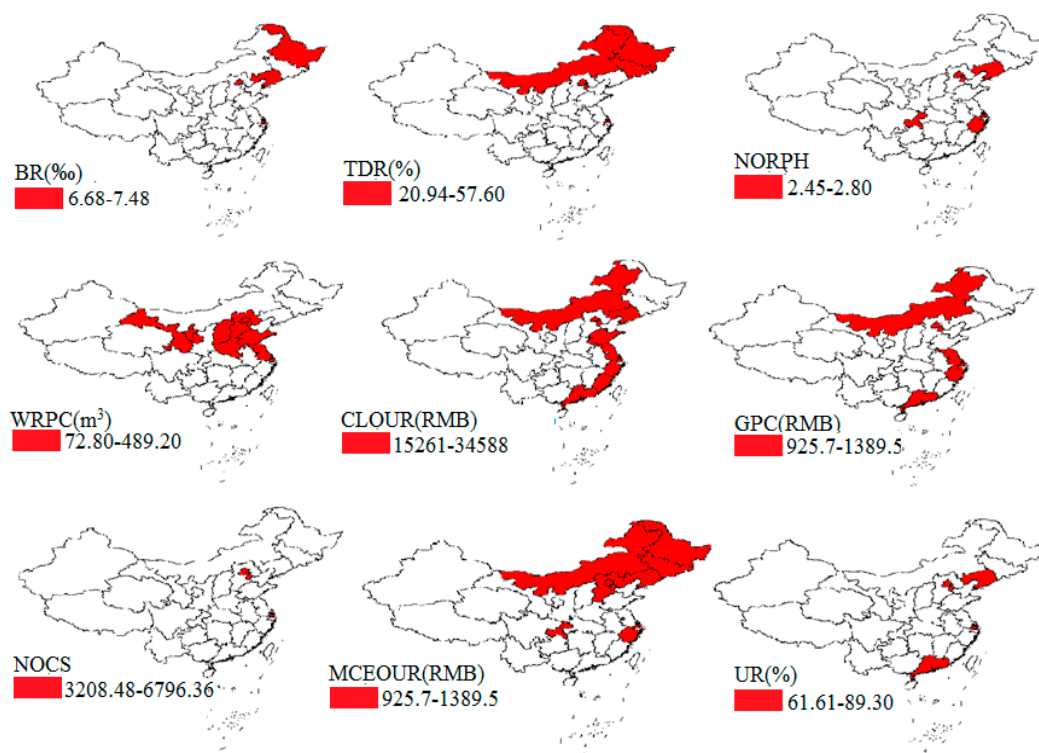 BR(‰)
6.68-7.48
TDR(%)
20.94-57.60
NORPH
2.45-2.80
WRPC(m³)
72.80-489.20
CLOUR(RMB)
15261-34588
GPC(RMB)
925.7-1389.5
NOCS
3208.48-6796.36
MCEOUR(RMB)
925.7-1389.5
UR(%)
61.61-89.30